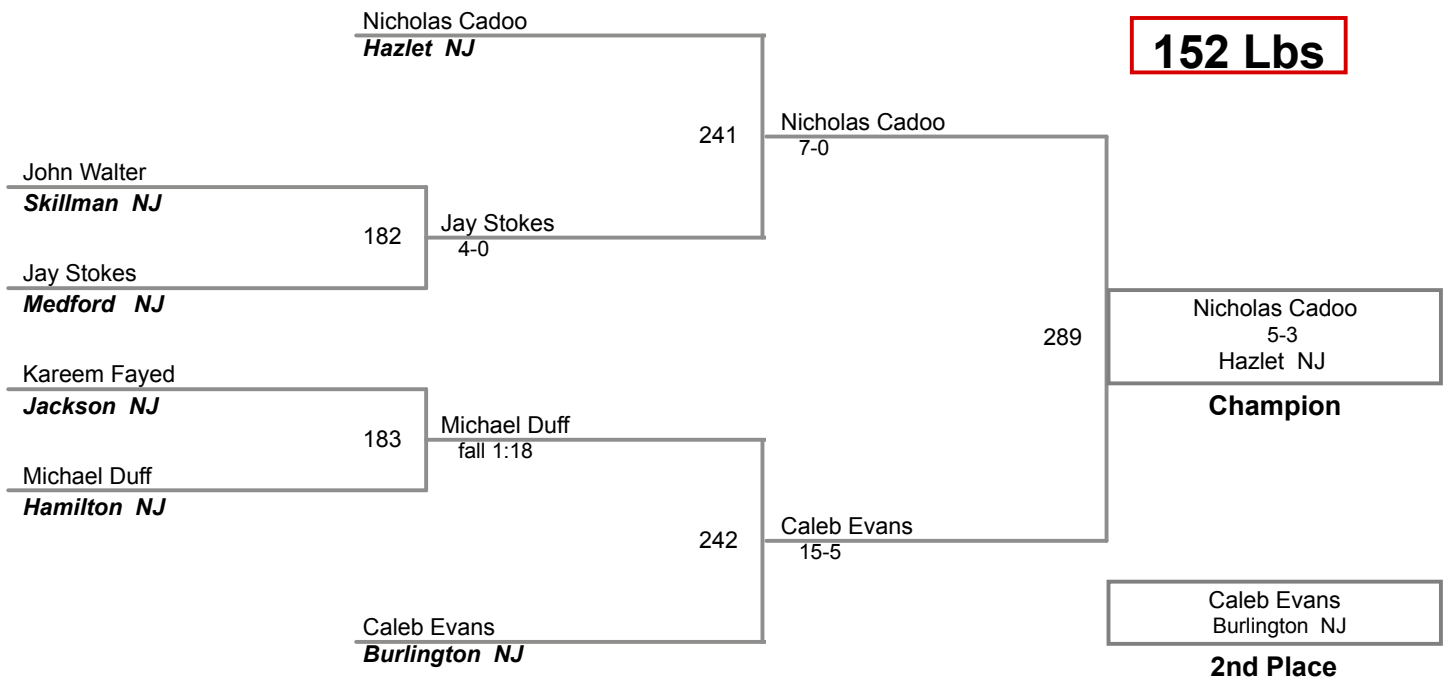 Nicholas Cadoo
Hazlet NJ
152 Lbs
241
Nicholas Cadoo
7-0
John Walter
Skillman NJ
182
Jay Stokes
4-0
Jay Stokes
Medford NJ
289
Nicholas Cadoo
5-3
Hazlet NJ
Champion
Kareem Fayed
Jackson NJ
183
Michael Duff
fall 1:18
Michael Duff
Hamilton NJ
242
Caleb Evans
15-5
Caleb Evans
Burlington NJ
Caleb Evans
Burlington NJ
2nd Place